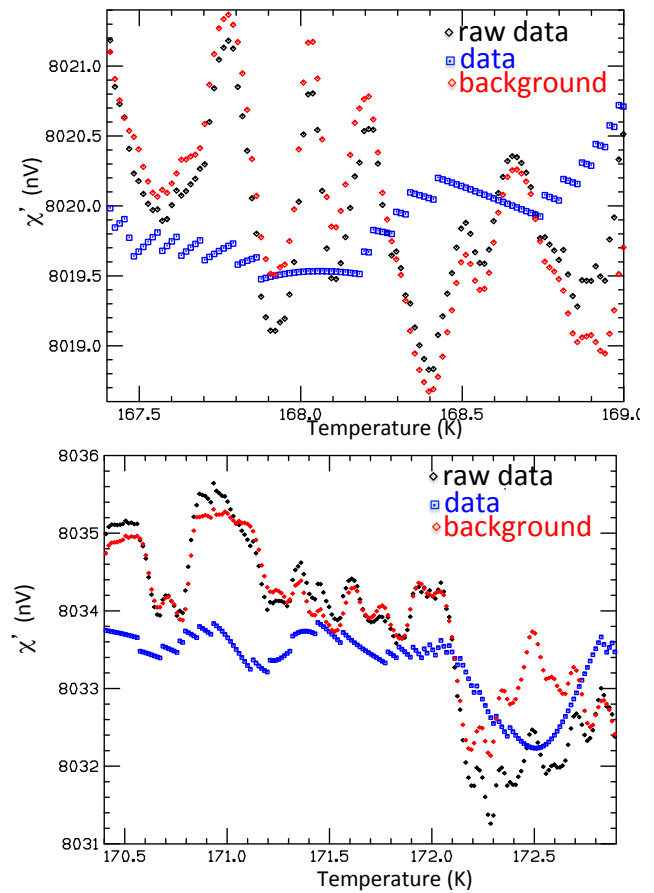 raw data
data
background
8021.0
8020.5
8020.0
8019.5
8019.0
χ’ (nV)
167.5 168.0 168.5 169.0
Temperature (K)
8036
8035
8034
8033
8032
8031
raw data
data
background
χ’ (nV)
170.5 171.0 171.5 172.0 172.5
Temperature (K)